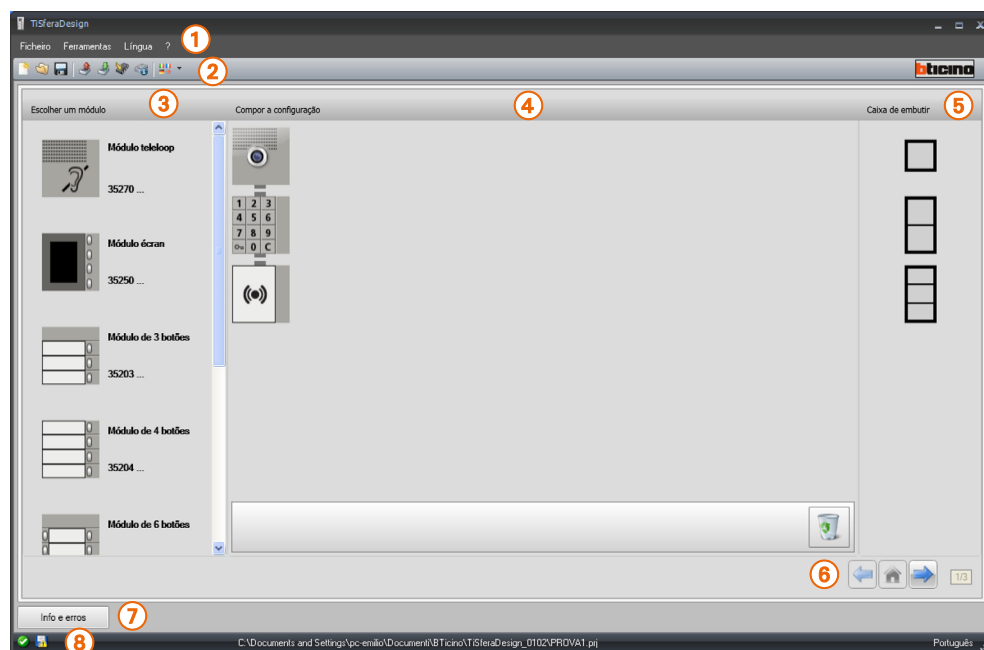 TiSferaDesign
Ficheiro Ferramentas Língua ? 1
2
bticino
Escolher um módulo 3 Compor a configuração 4 Caixa de embutir 5
Módulo teleloop
35270 ...
Módulo écran
35250 ...
Módulo de 3 botões
35203 ...
Módulo de 4 botões
35204 ...
Módulo de 6 botões
1 2 3
4 5 6
7 8 9
0 C
6 1/3
Info e erros 7
8 C:\Documents and Settings\pc-emilio\Documenti\BTicino\TiSferaDesign_0102\PROVA1.prj Português